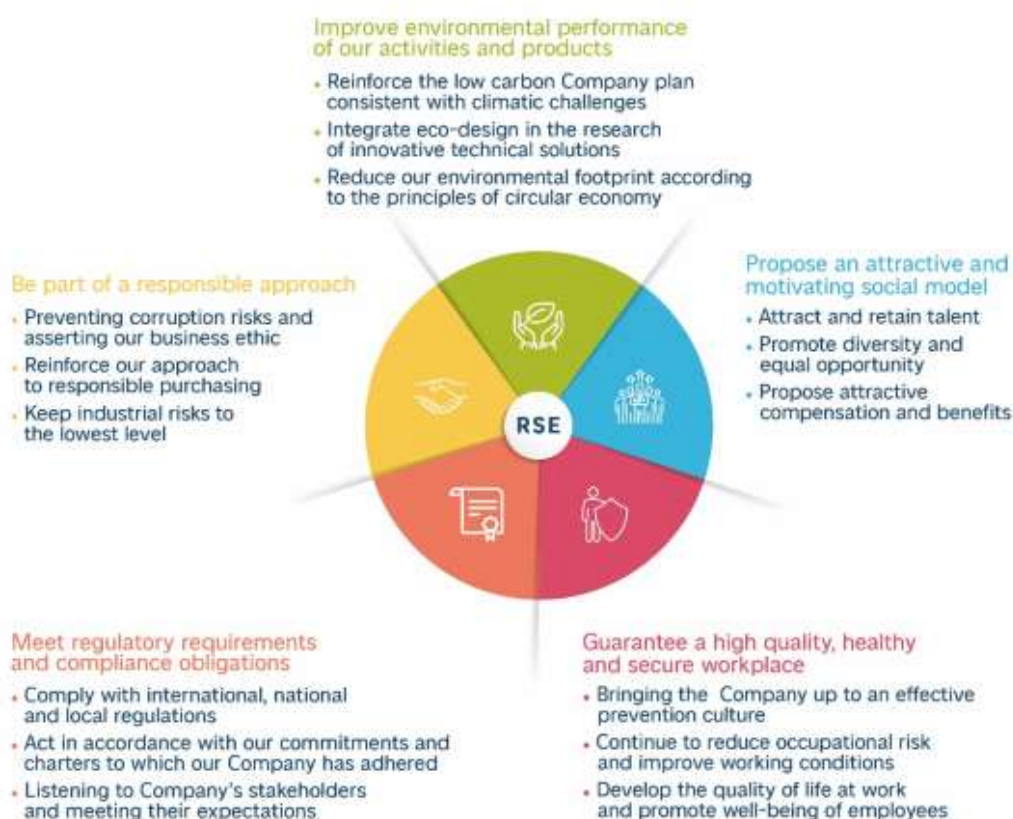 Improve environmental performance
of our activities and products
• Reinforce the low carbon Company plan
consistent with climatic challenges
• Integrate eco-design in the research
of innovative technical solutions
• Reduce our environmental footprint according
to the principles of circular economy
Be part of a responsible approach
• Preventing corruption risks and
asserting our business ethic
• Reinforce our approach
to responsible purchasing
• Keep industrial risks to
the lowest level
Propose an attractive and
motivating social model
• Attract and retain talent
• Promote diversity and
equal opportunity
• Propose attractive
compensation and benefits
RSE
Meet regulatory requirements
and compliance obligations
• Comply with international, national
and local regulations
• Act in accordance with our commitments and
charters to which our Company has adhered
• Listening to Company's stakeholders
and meeting their expectations
Guarantee a high quality, healthy
and secure workplace
• Bringing the Company up to an effective
prevention culture
• Continue to reduce occupational risk
and improve working conditions
• Develop the quality of life at work
and promote well-being of employees